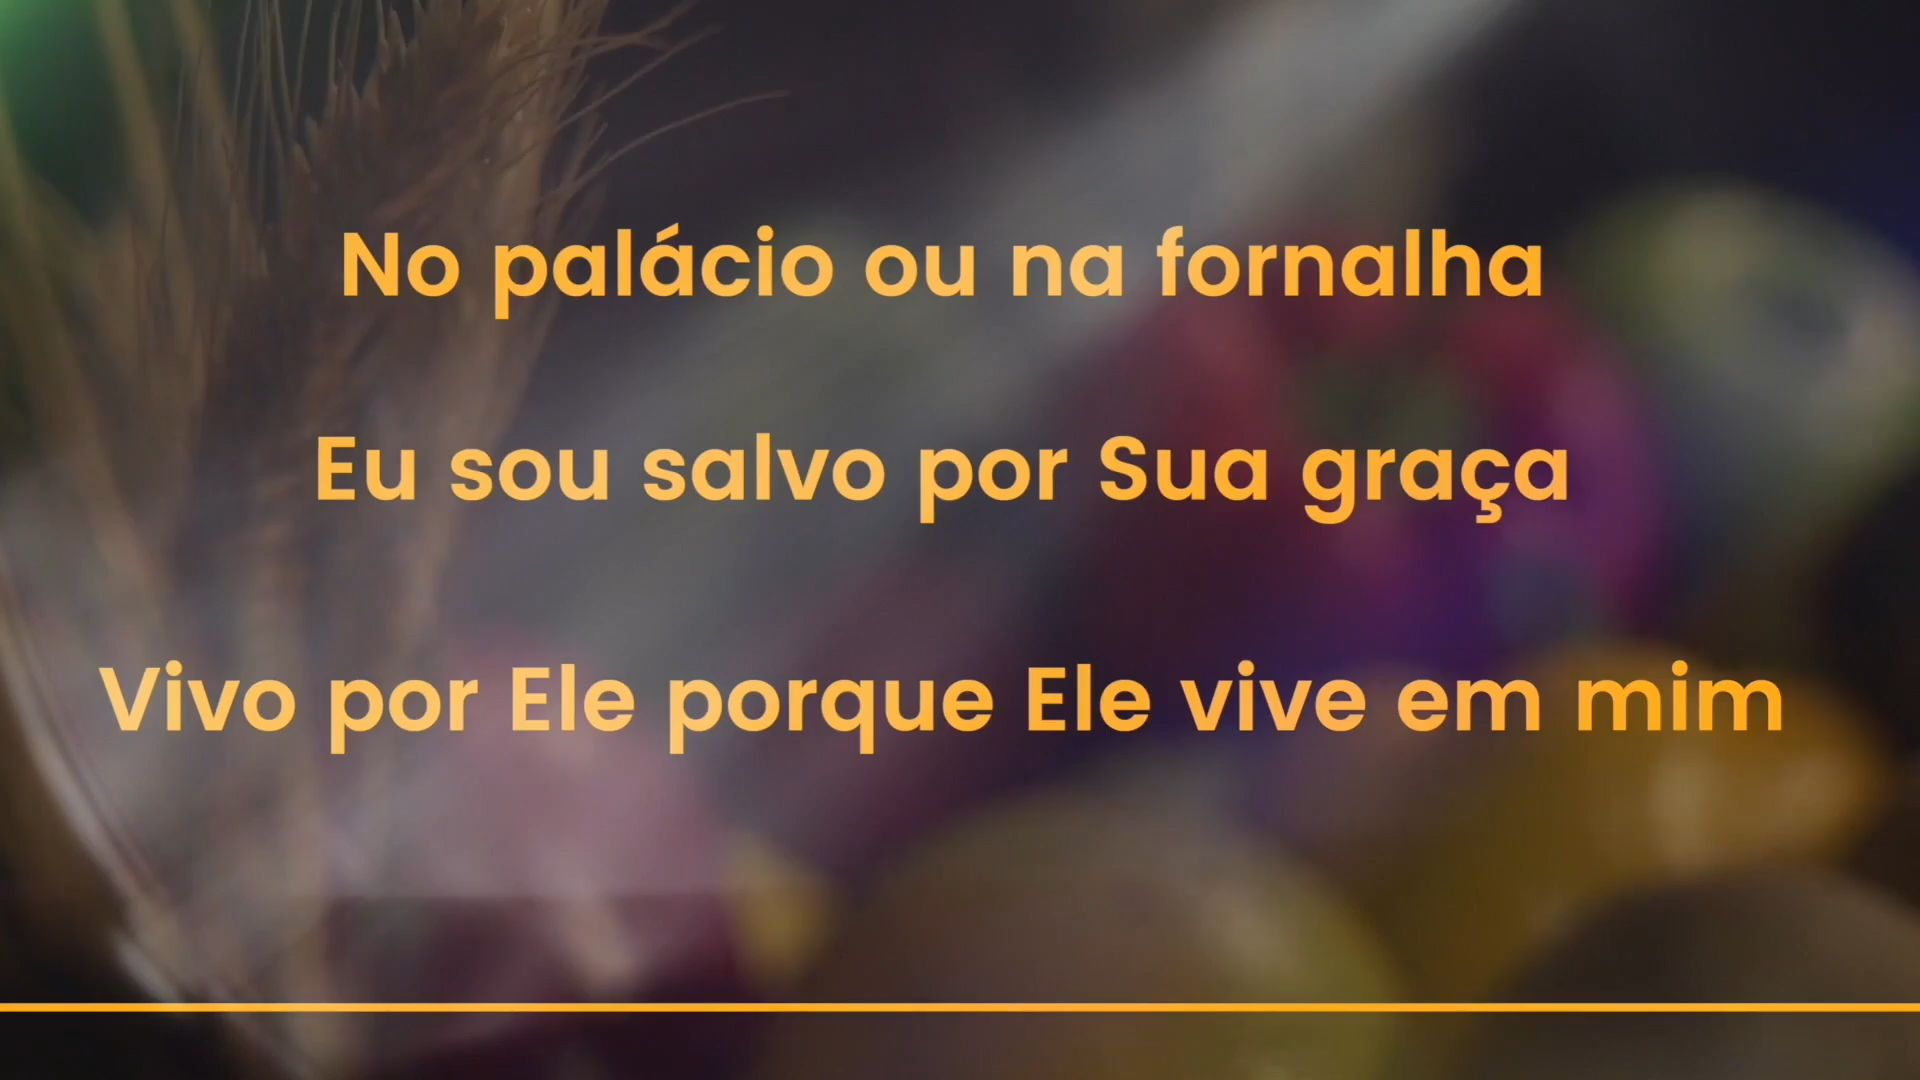 No palácio ou na fornalha
Eu sou salvo por Sua graça
Vivo por Ele porque Ele vive em mim